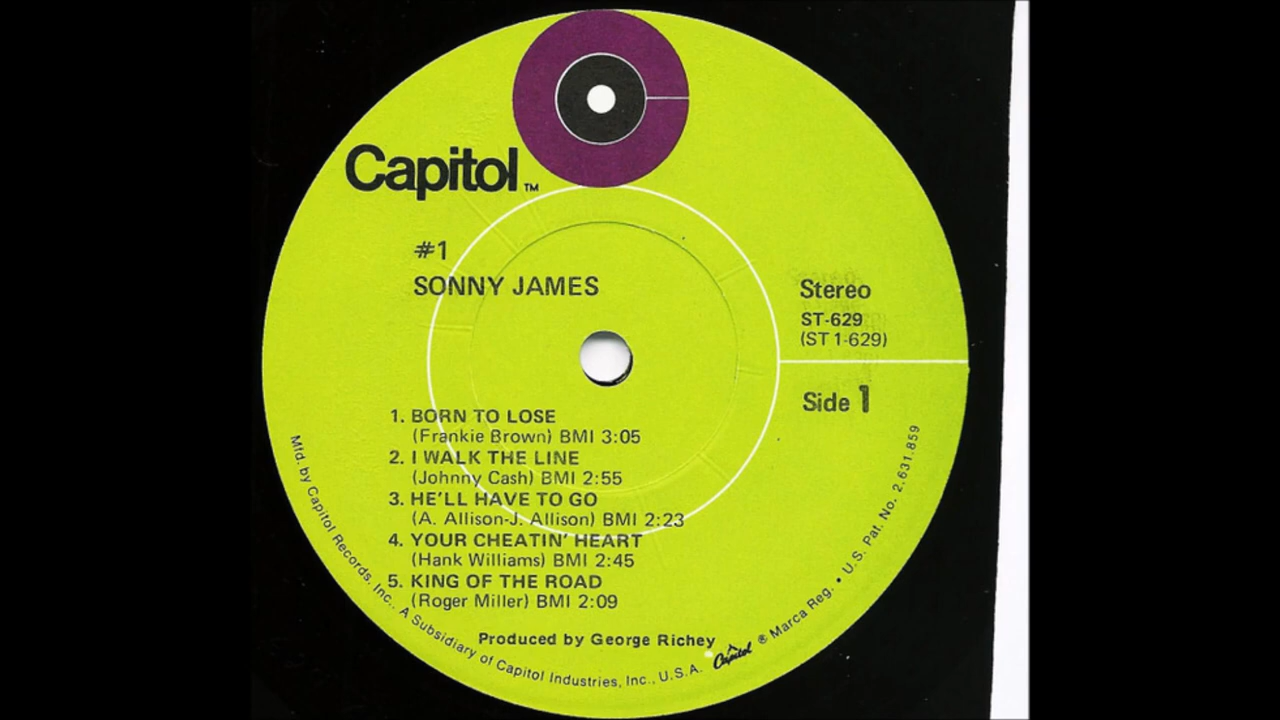 Capitol™
#1
SONNY JAMES
Stereo
ST-629
(ST 1-629)
Side 1
1. BORN TO LOSE
(Frankie Brown) BMI 3:05
2. I WALK THE LINE
(Johnny Cash) BMI 2:55
3. HE'LL HAVE TO GO
(A. Allison-J. Allison) BMI 2:23
4. YOUR CHEATIN' HEART
(Hank Williams) BMI 2:45
5. KING OF THE ROAD
(Roger Miller) BMI 2:09
Produced by George Richey
Mfd. by Capitol Records, Inc., A Subsidiary of Capitol Industries, Inc., U.S.A. Capitol ® Marca Reg. • U.S. Pat. No. 2,631,859